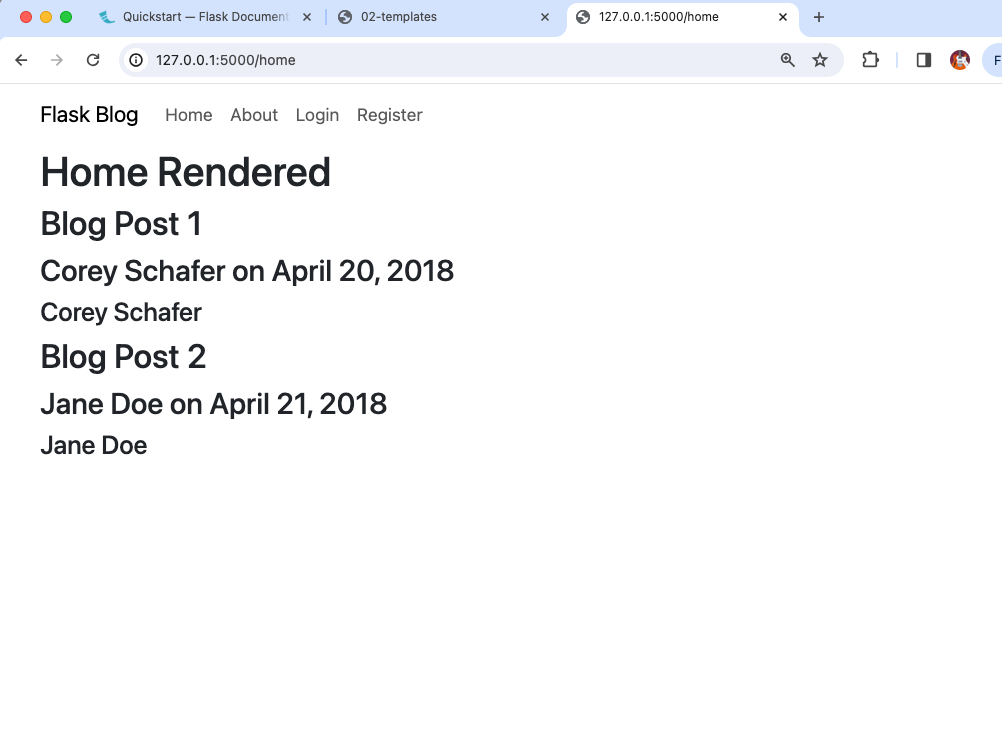 Quickstart — Flask Document
02-templates
127.0.0.1:5000/home
127.0.0.1:5000/home
F
Flask Blog Home About Login Register
Home Rendered
Blog Post 1
Corey Schafer on April 20, 2018
Corey Schafer
Blog Post 2
Jane Doe on April 21, 2018
Jane Doe